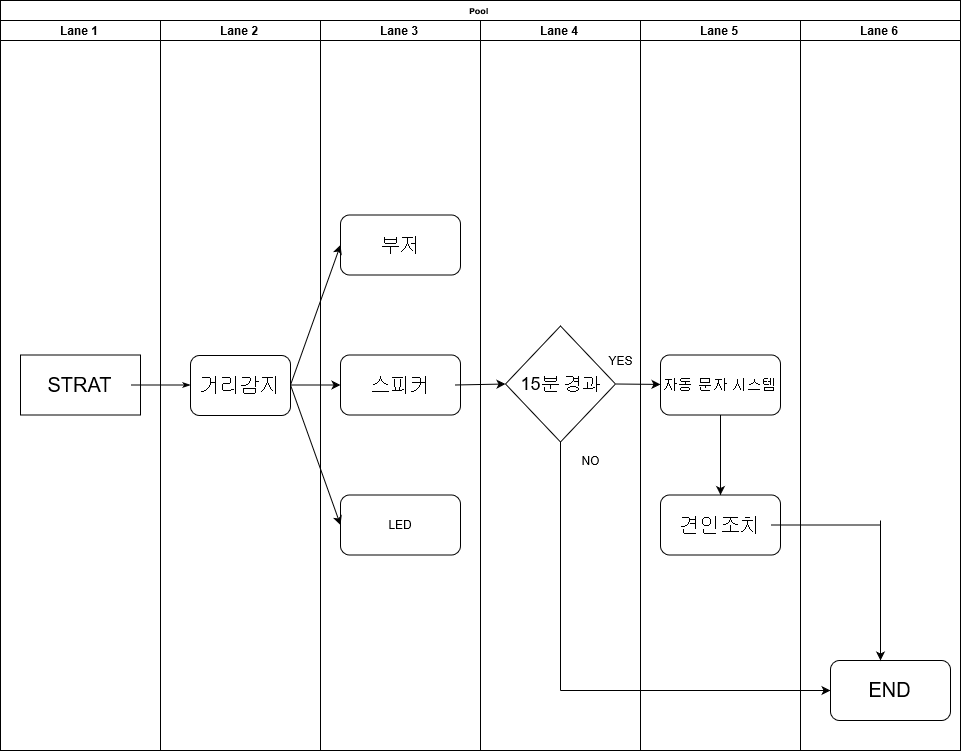 Pool
Lane 1
Lane 2
Lane 3
Lane 4
Lane 5
Lane 6
부저
STRAT
거리감지
스피커
15분 경과
YES
자동 문자 시스템
NO
LED
견인조치
END